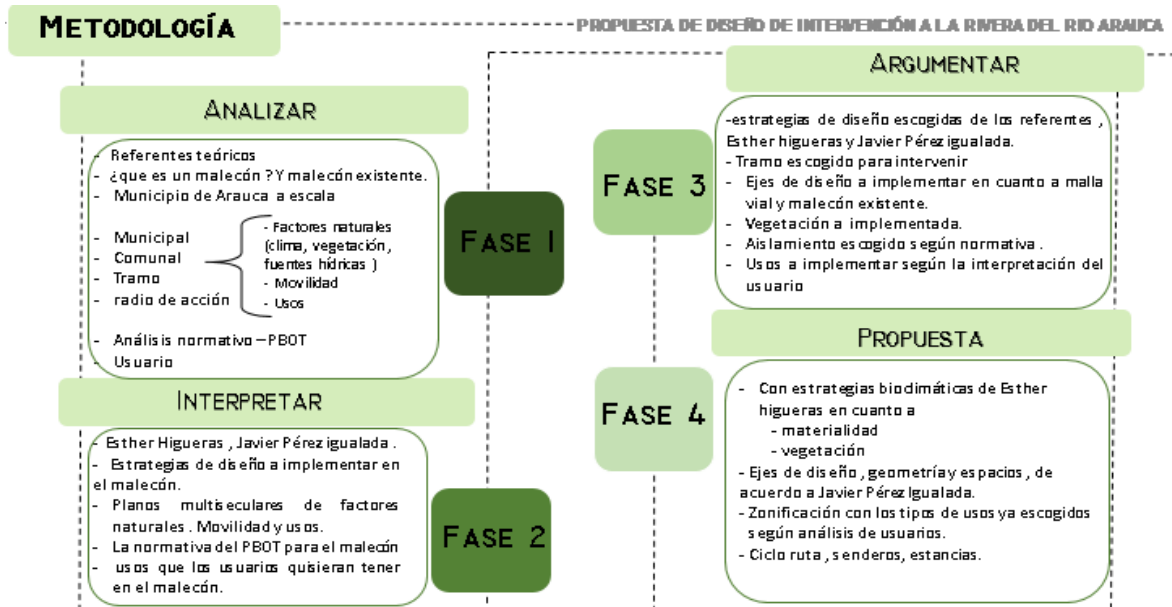 METODOLOGÍA
PROPUESTA DE DISEÑO DE INTERVENCIÓN A LA RIVERA DEL RIO ARAUCA
ANALIZAR
- Referentes teóricos
- ¿que es un malecón ?Y malecón existente.
- Municipio de Arauca a escala
- Municipal
- Comunal
- Tramo
- radio de acción
- Factores naturales
(clima, vegetación,
fuentes hídricas )
- Movilidad
- Usos
- Análisis normativo – PBOT
- Usuario
FASE 1
INTERPRETAR
- Esther Higueras , Javier Pérez igualada .
- Estrategias de diseño a implementar en
el malecón.
- Planos multiseculares de factores
naturales . Movilidad y usos.
- La normativa del PBOT para el malecón
- usos que los usuarios quisieran tener
en el malecón.
FASE 2
ARGUMENTAR
-estrategias de diseño escogidas de los referentes ,
Esther higueras y Javier Pérez igualada.
- Tramo escogido para intervenir
- Ejes de diseño a implementar en cuanto a malla
vial y malecón existente.
- Vegetación a implementada.
- Aislamiento escogido según normativa .
- Usos a implementar según la interpretación del
usuario
FASE 3
PROPUESTA
- Con estrategias bioclimáticas de Esther
higueras en cuanto a
- materialidad
- vegetación
- Ejes de diseño , geometría y espacios , de
acuerdo a Javier Pérez Igualada.
- Zonificación con los tipos de usos ya escogidos
según análisis de usuarios.
- Ciclo ruta , senderos, estancias.
FASE 4